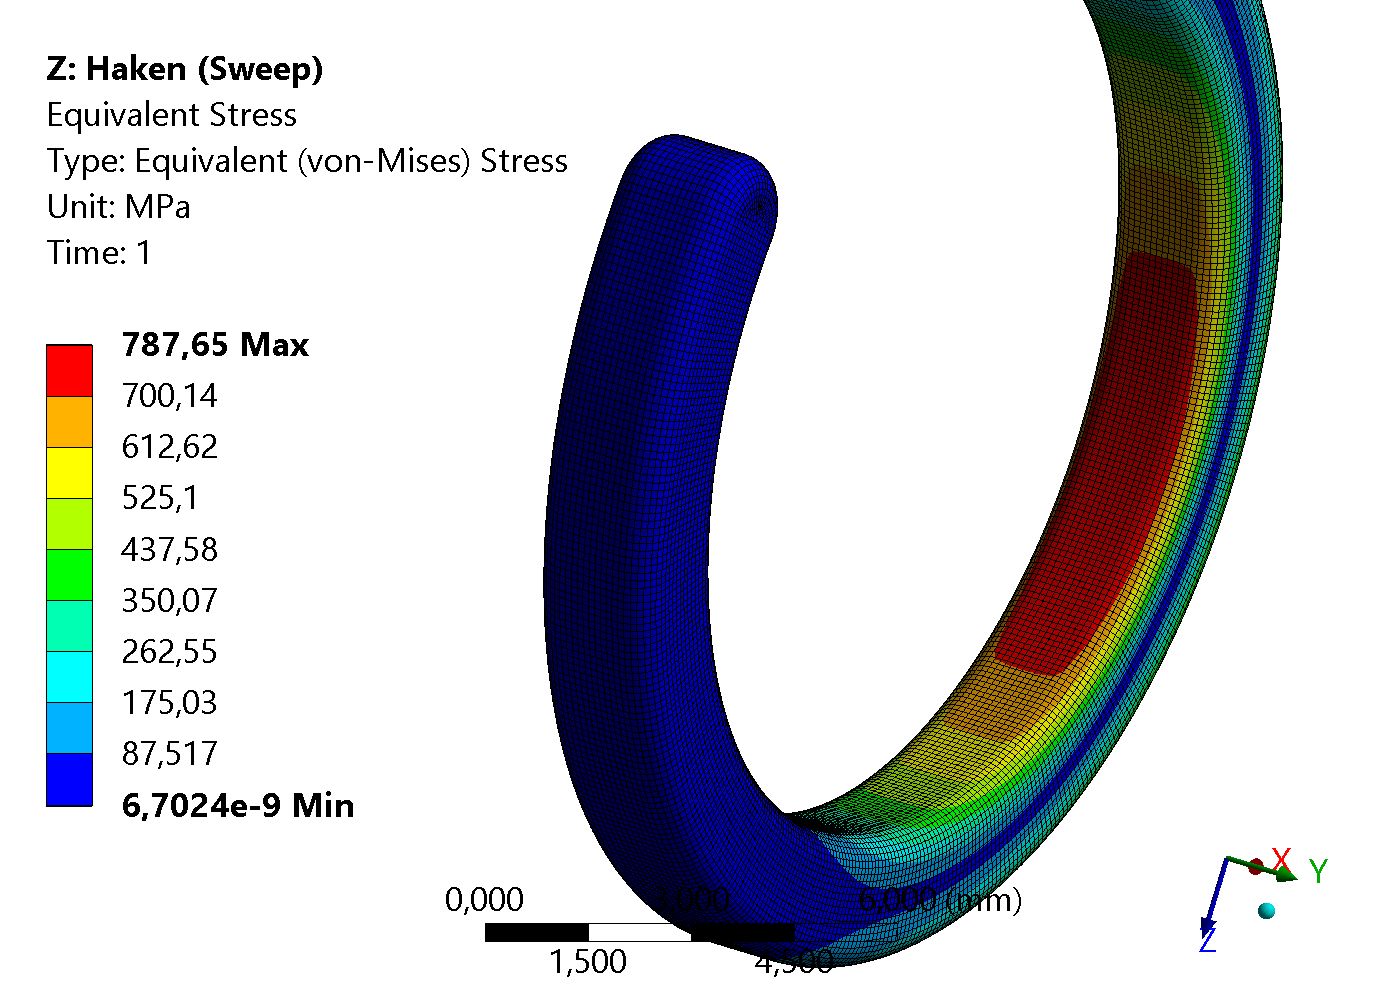 Z: Haken (Sweep)
Equivalent Stress
Type: Equivalent (von-Mises) Stress
Unit: MPa
Time: 1
787,65 Max
700,14
612,62
525,1
437,58
350,07
262,55
175,03
87,517
6,7024e-9 Min
0,000
,000
6,000 (mm)
1,500
4,500
X
Y
Z